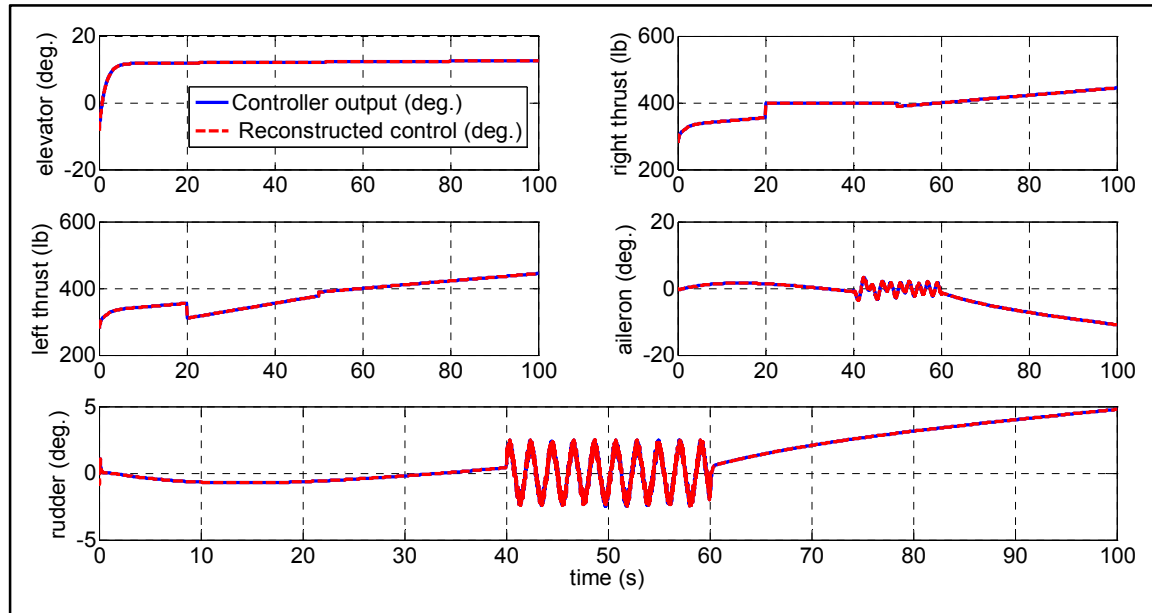 elevator (deg.)
20
0
-20
0 20 40 60 80 100
Controller output (deg.)
Reconstructed control (deg.)
right thrust (lb)
600
400
200
0 20 40 60 80 100
left thrust (lb)
600
400
200
0 20 40 60 80 100
aileron (deg.)
20
0
-20
0 20 40 60 80 100
rudder (deg.)
5
0
-5
0 10 20 30 40 50 60 70 80 90 100
time (s)